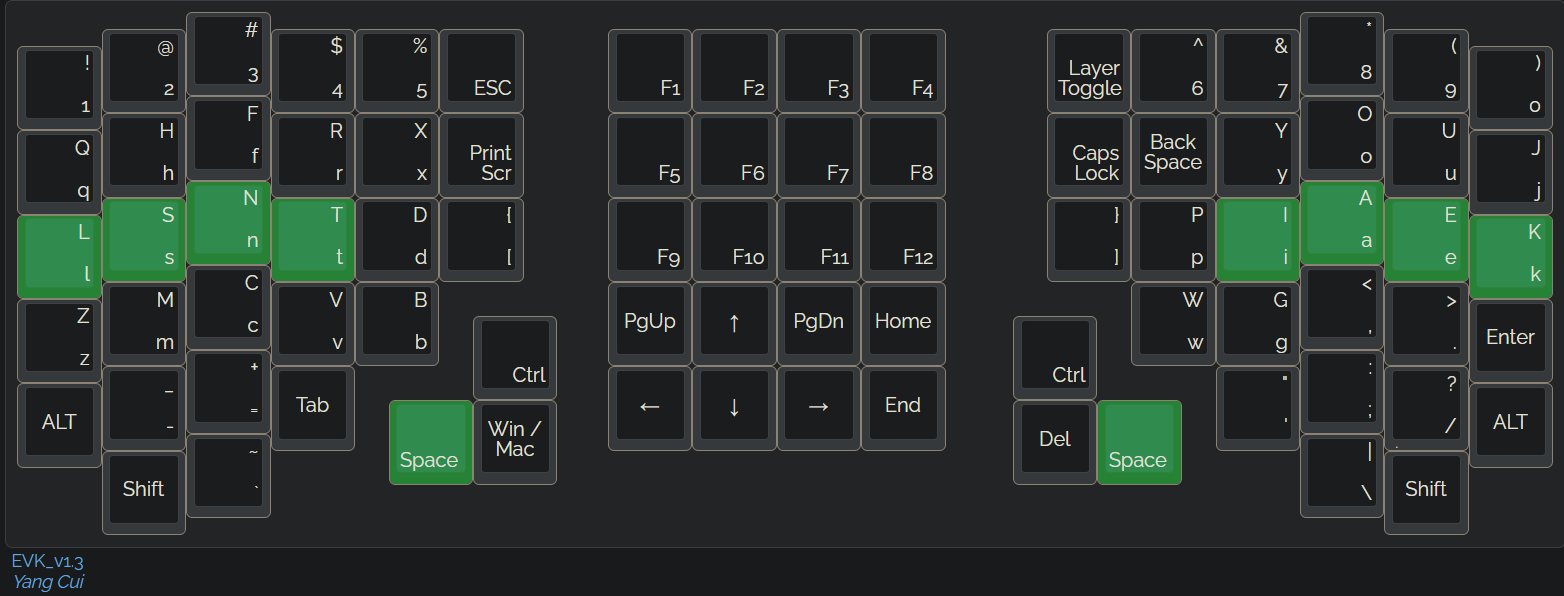 ! @ # $ % Layer ^ & * ( )
1 2 3 4 5 ESC F1 F2 F3 F4 Toggle 6 7 8 9 0
Q H F R X Print Caps Back Y O U J
q h f r x Scr F5 F6 F7 F8 Lock Space y o u j
L S N T D { } P I A E K
l s n t d [ F9 F10 F11 F12 ] p i a e k
Z M C V B W G < >
z m c v b PgUp ↑ PgDn Home w g , . Enter
Ctrl Ctrl
ALT _ + Tab ← ↓ → End " : ? ALT
- = ' ; /
Win /
Space Mac Del Space
Shift ~ | Shift
` \
EVK_v1.3
Yang Cui